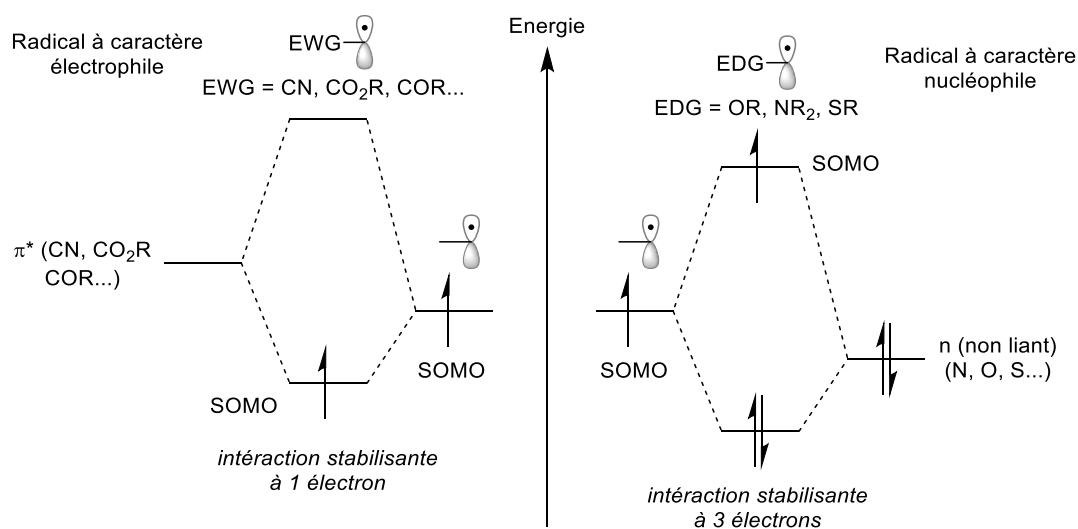 Radical à caractère
électrophile
EWG
EWG = CN, CO₂R, COR...
π* (CN, CO₂R
COR...)
SOMO
SOMO
intéraction stabilisante
à 1 électron
Energie
EDG
EDG = OR, NR₂, SR
Radical à caractère
nucléophile
SOMO
SOMO
n (non liant)
(N, O, S...)
intéraction stabilisante
à 3 électrons